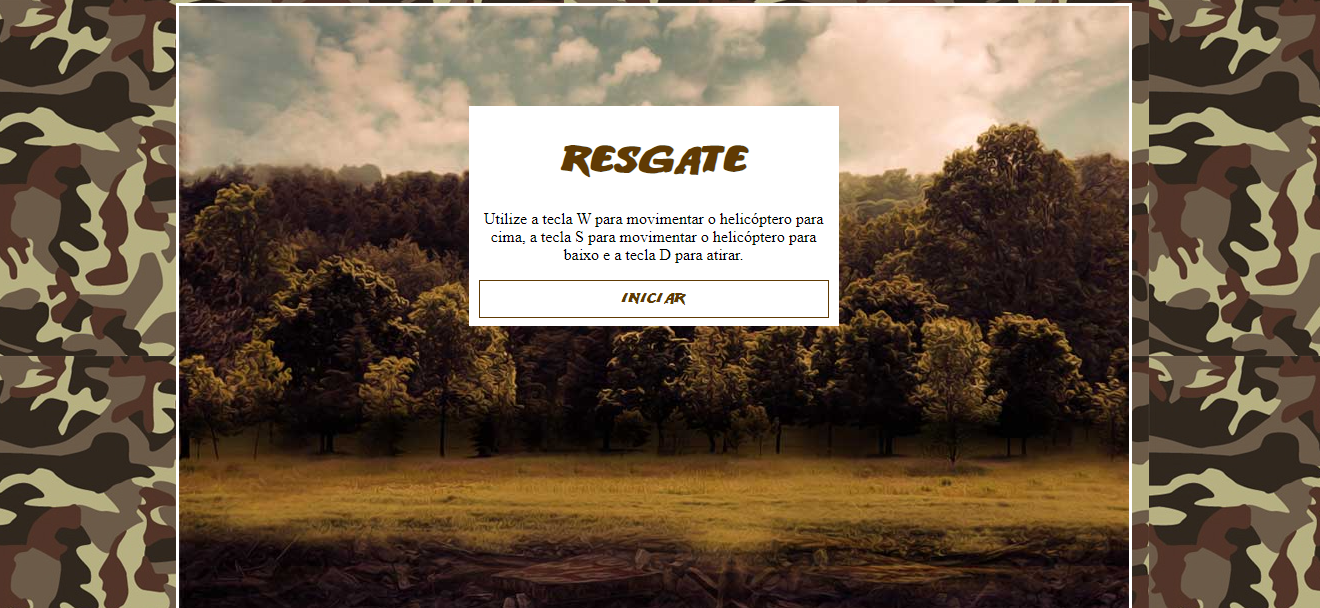 RESGATE
Utilize a tecla W para movimentar o helicóptero para
cima, a tecla S para movimentar o helicóptero para
baixo e a tecla D para atirar.
INICIAR